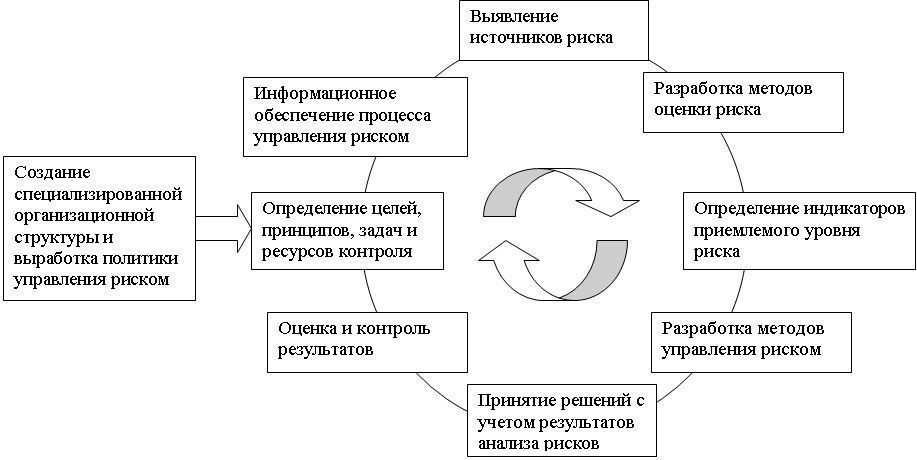 Выявление
источников риска
Информационное
обеспечение процесса
управления риском
Разработка методов
оценки риска
Создание
специализированной
организационной
структуры и
выработка политики
управления риском
Определение целей,
принципов, задач и
ресурсов контроля
Определение индикаторов
приемлемого уровня
риска
Оценка и контроль
результатов
Разработка методов
управления риском
Принятие решений с
учетом результатов
анализа рисков